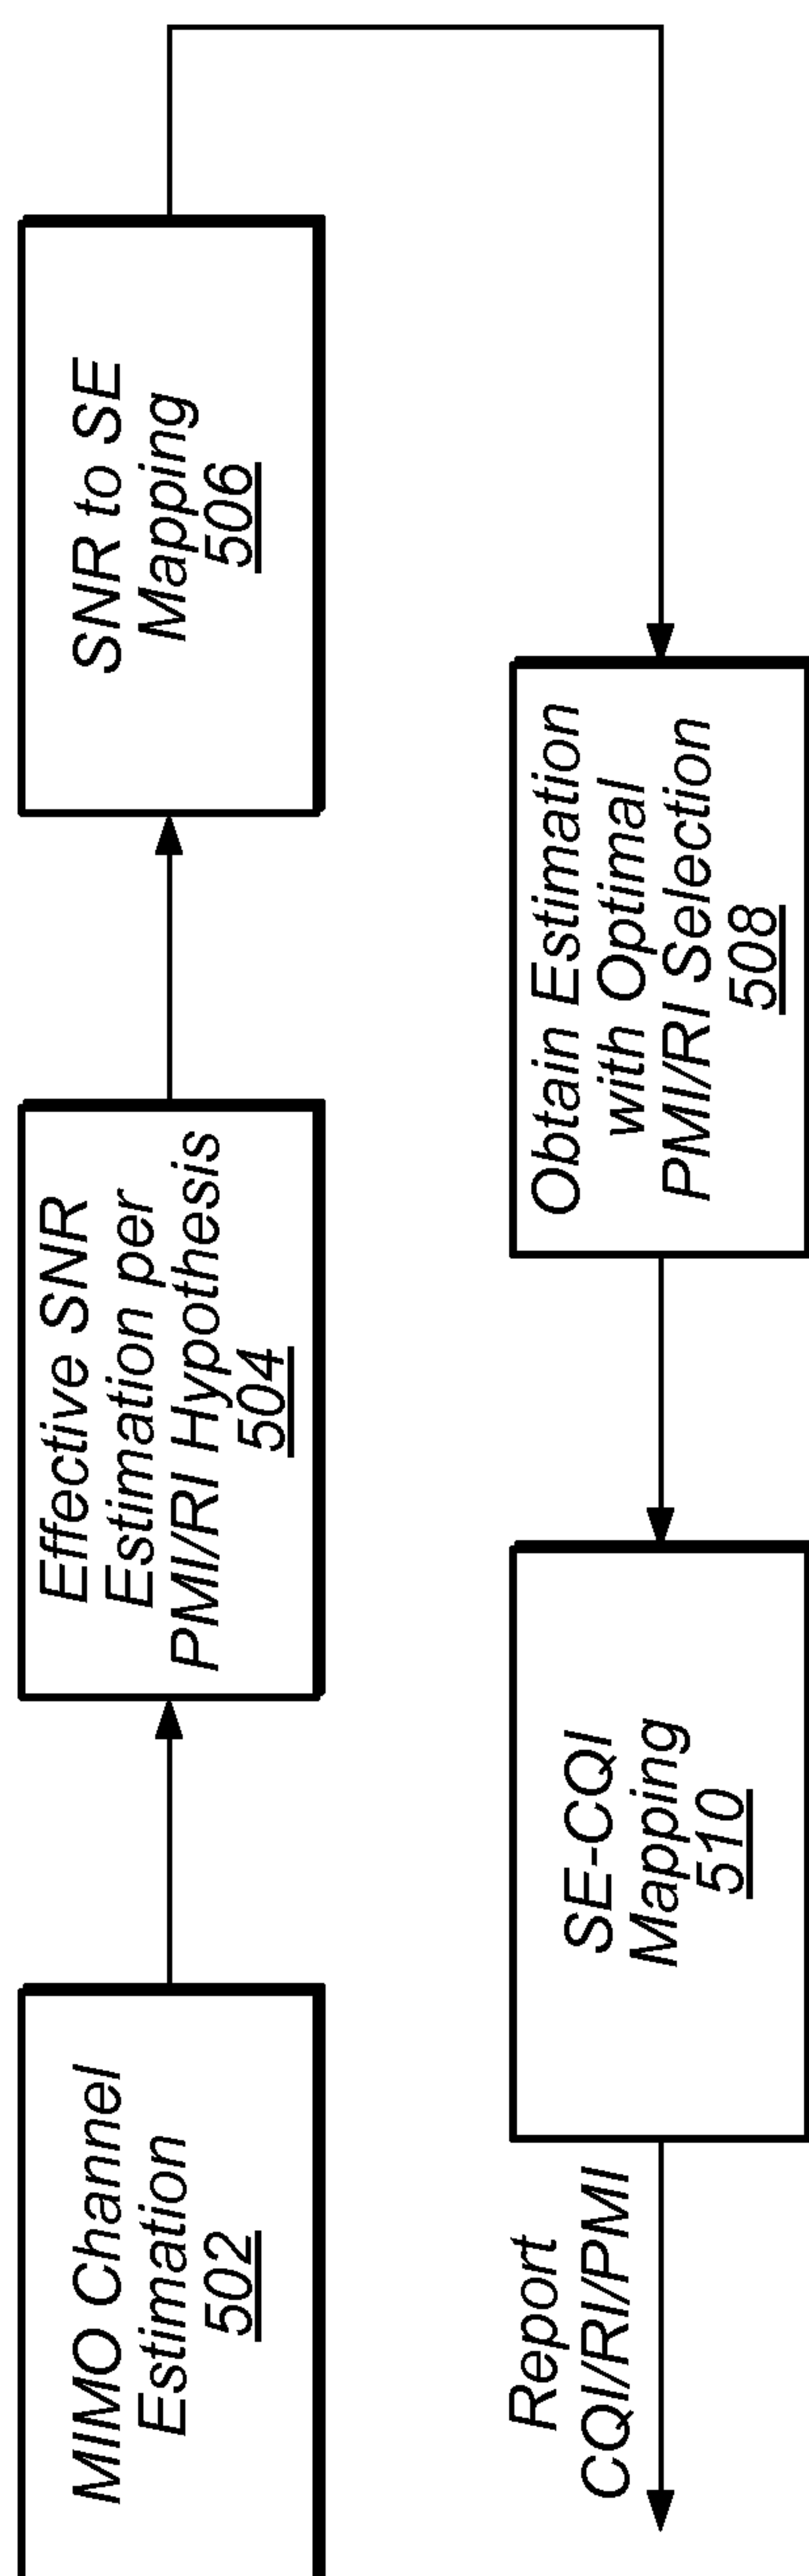 MIMO Channel
Estimation
502
Effective SNR
Estimation per
PMI/RI Hypothesis
504
SNR to SE
Mapping
506
Obtain Estimation
with Optimal
PMI/RI Selection
508
SE-CQI
Mapping
510
Report
CQI/RI/PMI